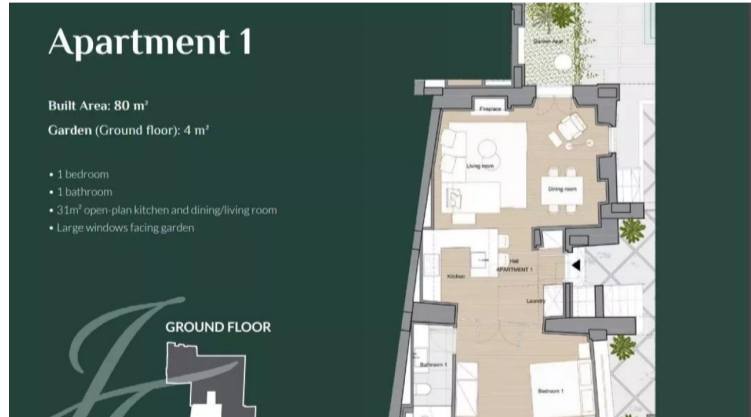 Apartment 1
Built Area: 80 m²
Garden (Ground floor): 4 m²
• 1 bedroom
• 1 bathroom
• 31m² open-plan kitchen and dining/living room
• Large windows facing garden
GROUND FLOOR
Garden Apar
Fireplace
Living room
Dining room
Hall
APARTMENT 1
Kitchen
Laundry
Bathroom 1
Bedroom 1